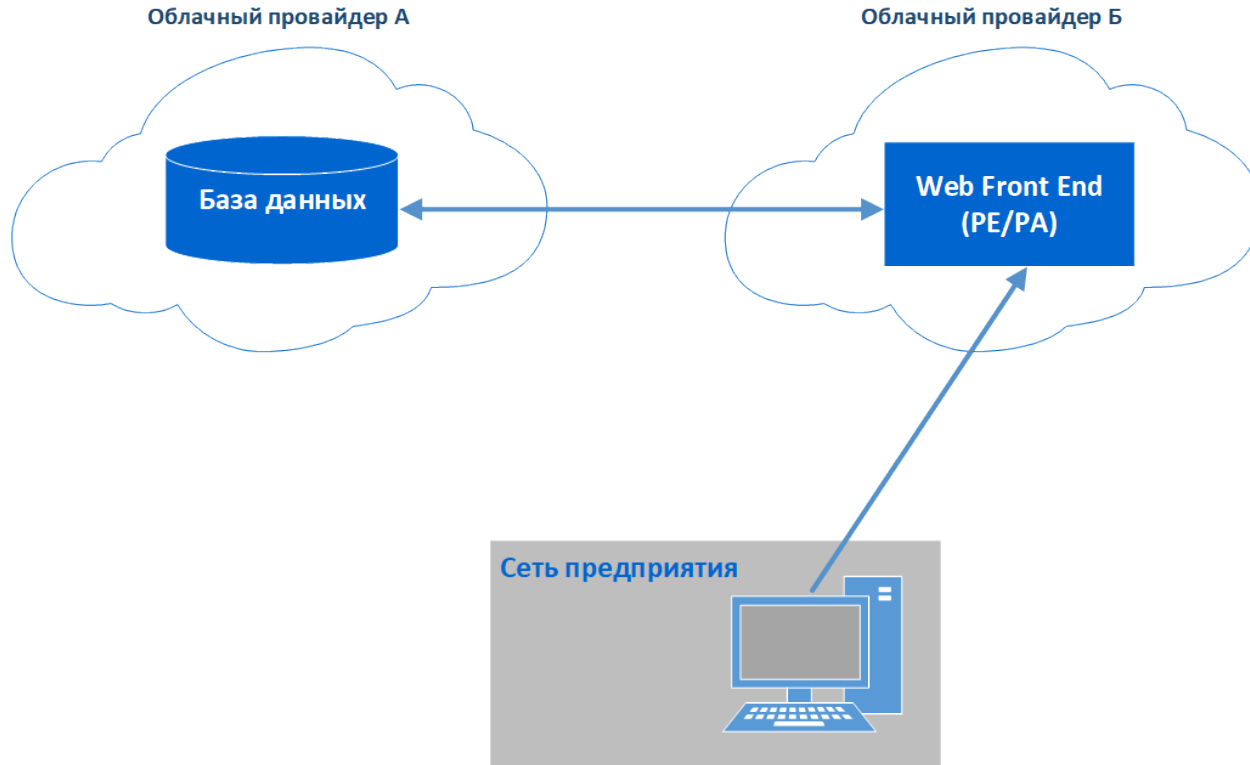 Облачный провайдер А
Облачный провайдер Б
База данных
Web Front End
(PE/PA)
Сеть предприятия